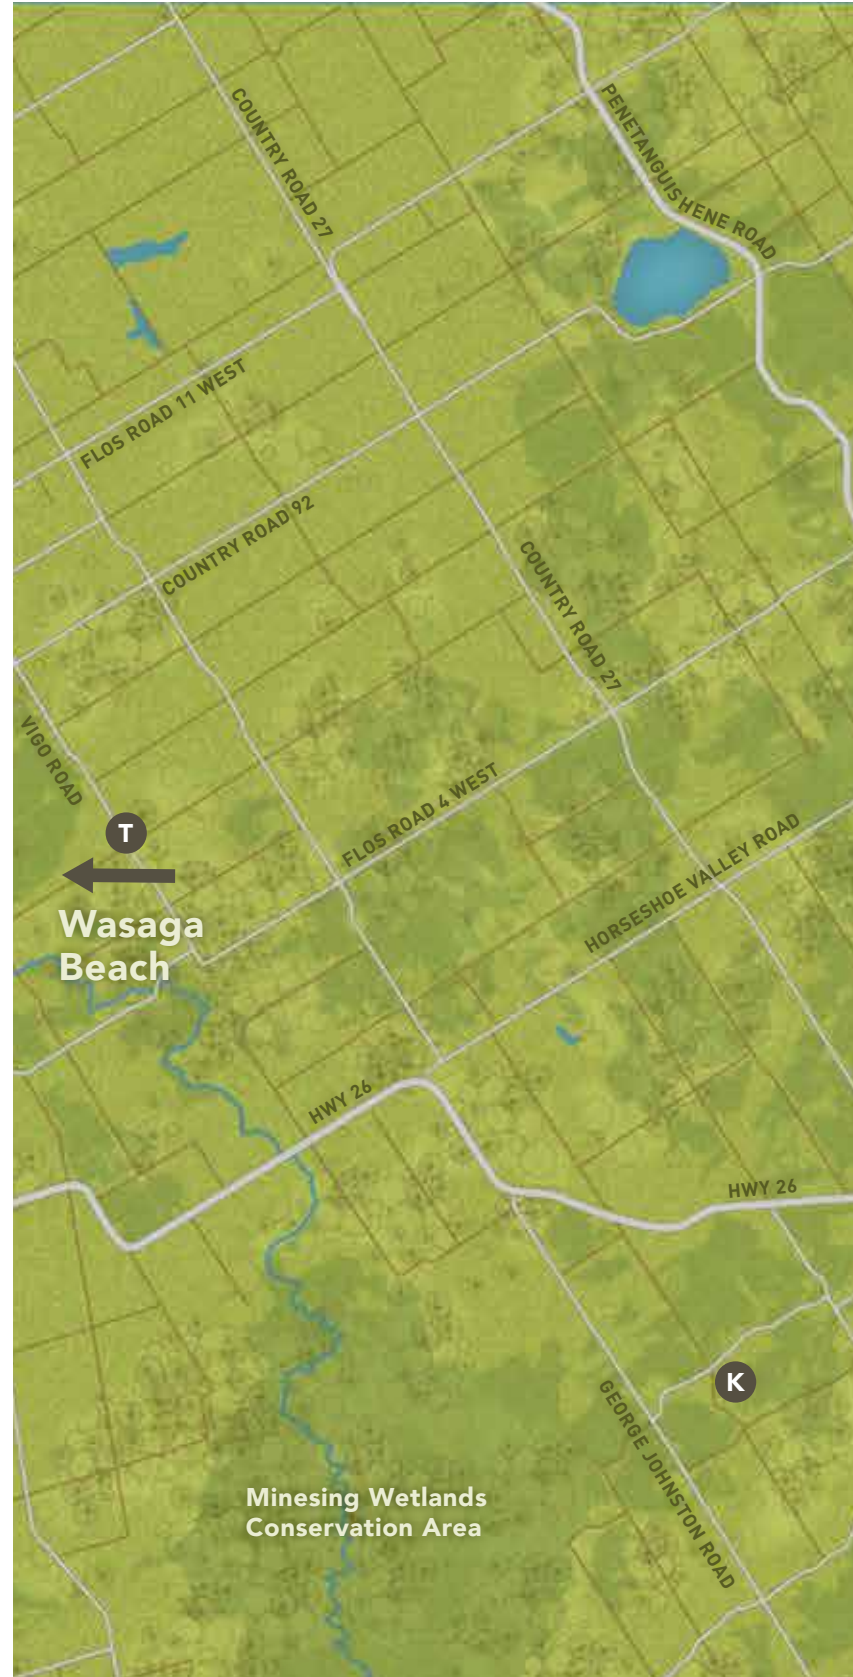 COUNTRY ROAD 27
PENETANGUISHENE ROAD
FLOS ROAD 11 WEST
COUNTRY ROAD 92
COUNTRY ROAD 27
VIGO ROAD
FLOS ROAD 4 WEST
T
HORSESHOE VALLEY ROAD
Wasaga
Beach
HWY 26
HWY 26
K
GEORGE JOHNSTON ROAD
Minesing Wetlands
Conservation Area